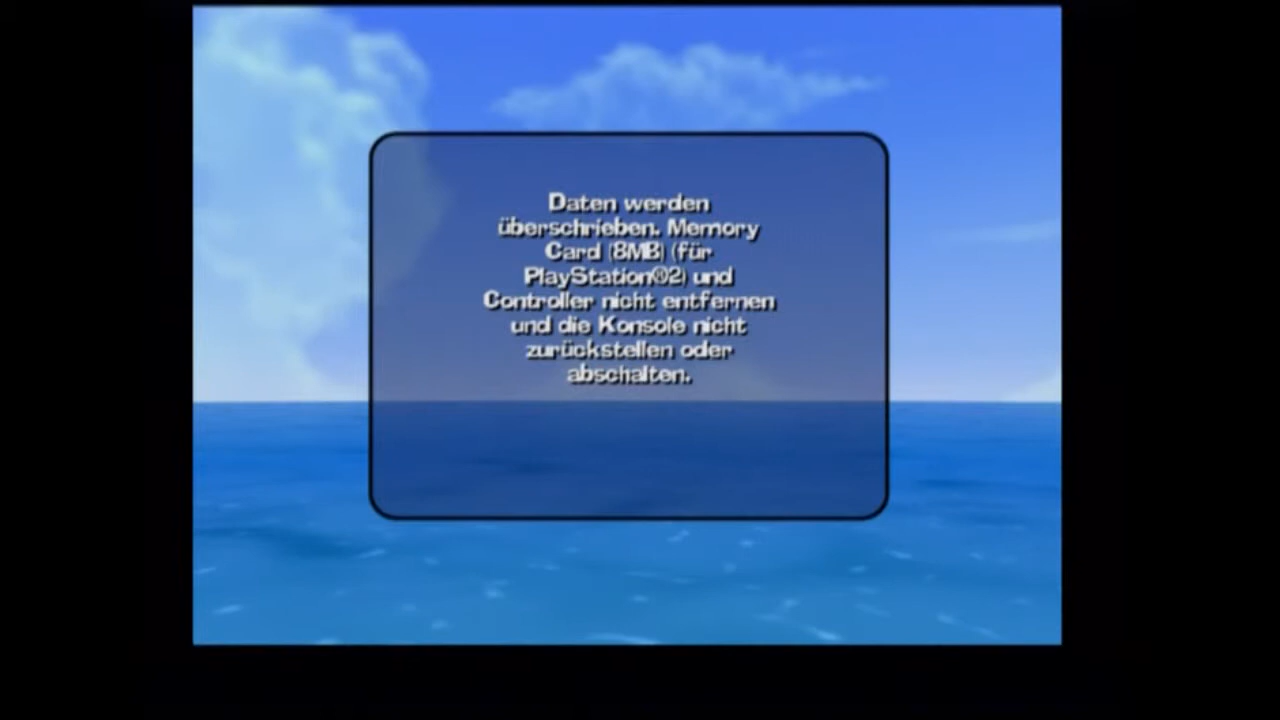 Daten werden
überschrieben. Memory
Card (8MB) (für
PlayStation®2) und
Controller nicht entfernen
und die Konsole nicht
zurückstellen oder
abschalten.